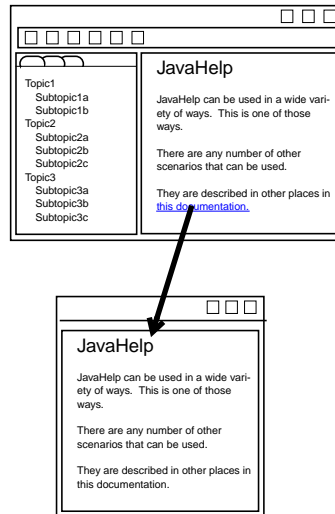 Topic1
Subtopic1a
Subtopic1b
Topic2
Subtopic2a
Subtopic2b
Subtopic2c
Topic3
Subtopic3a
Subtopic3b
Subtopic3c
JavaHelp
JavaHelp can be used in a wide vari-
ety of ways.  This is one of those
ways.
There are any number of other
scenarios that can be used.
They are described in other places in
this documentation.
JavaHelp
JavaHelp can be used in a wide vari-
ety of ways.  This is one of those
ways.
There are any number of other
scenarios that can be used.
They are described in other places in
this documentation.